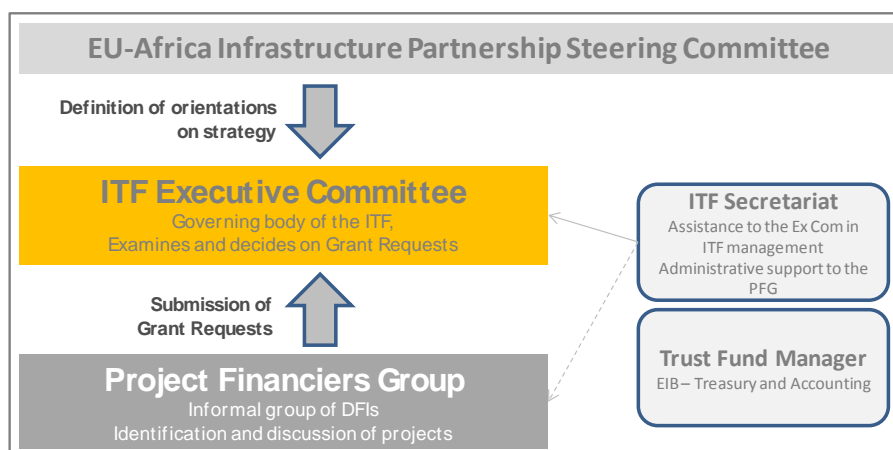 EU-Africa Infrastructure Partnership Steering Committee
Definition of orientations
on strategy
ITF Executive Committee
Governing body of the ITF,
Examines and decides on Grant Requests
Submission of
Grant Requests
Project Financiers Group
Informal group of DFIs
Identification and discussion of projects
ITF Secretariat
Assistance to the Ex Com in
ITF management
Administrative support to the
PFG
Trust Fund Manager
EIB – Treasury and Accounting